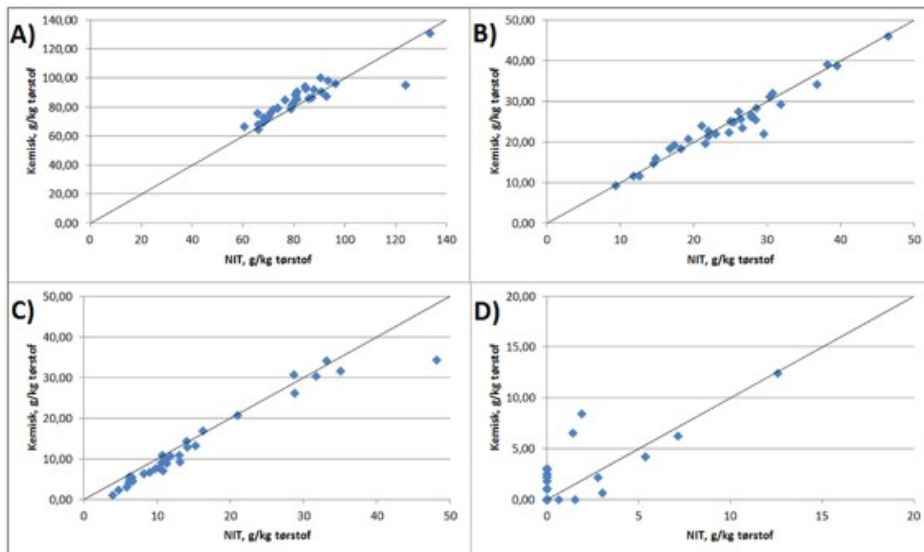 A)
Kemisk, g/kg tørstof
140,00
120,00
100,00
80,00
60,00
40,00
20,00
0,00
0 20 40 60 80 100 120 140
NIT, g/kg tørstof
B)
Kemisk, g/kg tørstof
50,00
40,00
30,00
20,00
10,00
0,00
0 10 20 30 40 50
NIT, g/kg tørstof
C)
Kemisk, g/kg tørstof
50,00
40,00
30,00
20,00
10,00
0,00
0 10 20 30 40 50
NIT, g/kg tørstof
D)
Kemisk, g/kg tørstof
20,00
15,00
10,00
5,00
0,00
0 5 10 15 20
NIT, g/kg tørstof